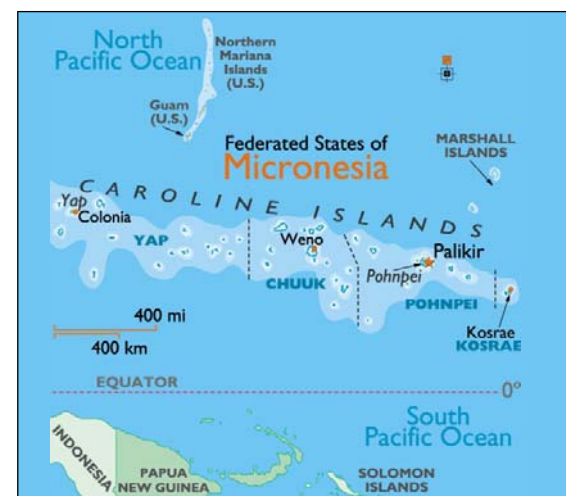 North
Pacific Ocean
Northern
Mariana
Islands
(U.S.)
Guam
(U.S.)
Federated States of
Micronesia
MARSHALL
ISLANDS
CAROLINE ISLANDS
Yap
Colonia
YAP
Weno
CHUUK
Palikir
Pohnpei
POHNPEI
Kosrae
KOSRAE
400 mi
400 km
EQUATOR
0°
South
Pacific Ocean
INDONESIA
PAPUA
NEW GUINEA
SOLOMON
ISLANDS